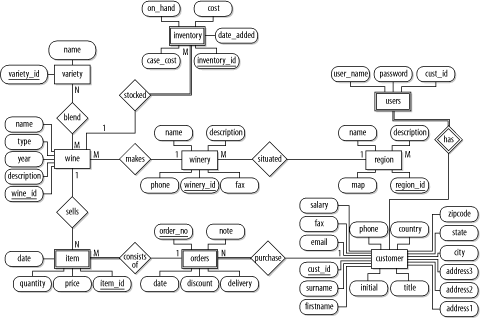 on_hand
cost
inventory
date_added
case_cost
inventory_id
M
name
variety_id
variety
N
stocked
blend
user_name
password
cust_id
users
name
type
year
description
wine_id
M
1
wine
M
1
makes
name
description
1
winery
M
phone
winery_id
fax
situated
name
description
1
region
map
region_id
has
sells
salary
fax
email
cust_id
surname
firstname
phone
country
customer
initial
title
zipcode
state
city
address3
address2
address1
order_no
note
date
N
item
M
quantity
price
item_id
consists
of
1
orders
N
date
discount
delivery
purchase
1